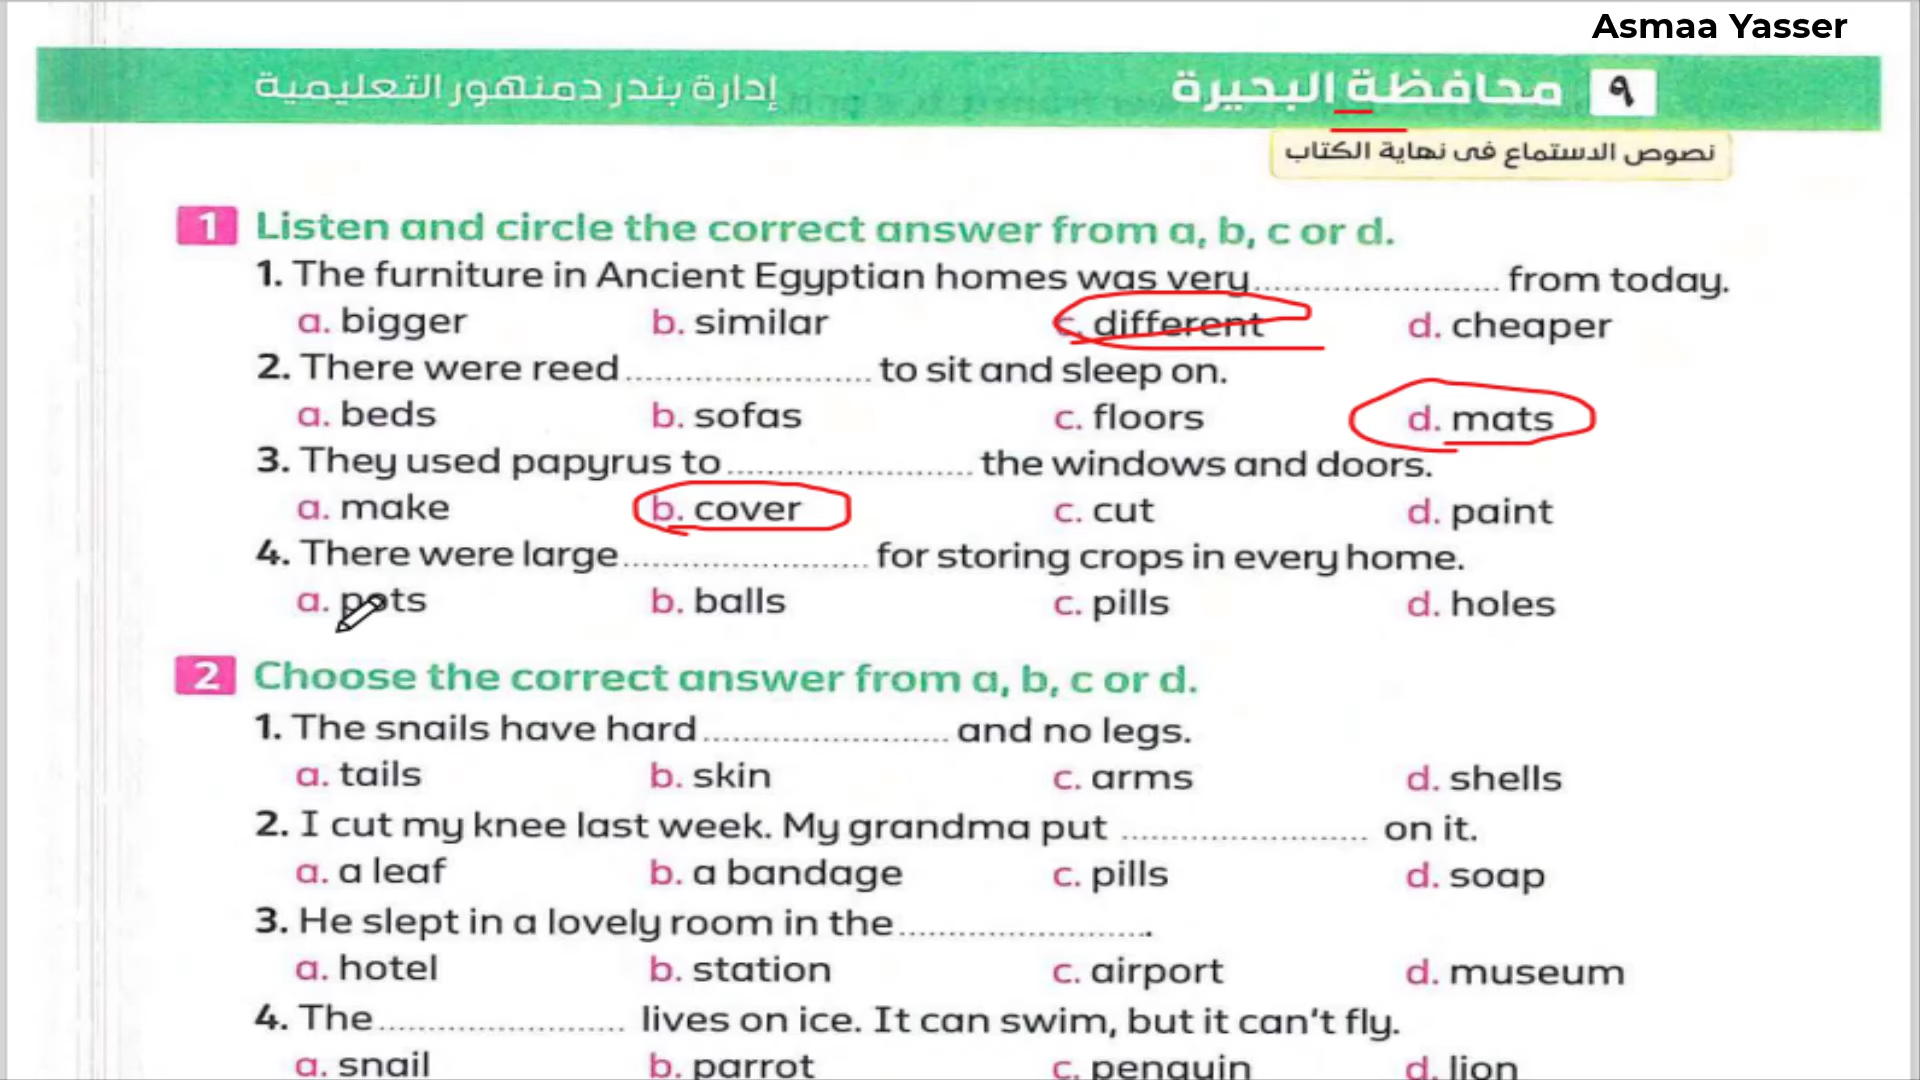 Asmaa Yasser
٩ محافظة البحيرة إدارة بندر دمنهور التعليمية
نصوص الاستماع فى نهاية الكتاب
1 Listen and circle the correct answer from a, b, c or d.
1. The furniture in Ancient Egyptian homes was very........................ from today.
a. bigger b. similar c. different d. cheaper
2. There were reed........................ to sit and sleep on.
a. beds b. sofas c. floors d. mats
3. They used papyrus to........................ the windows and doors.
a. make b. cover c. cut d. paint
4. There were large........................ for storing crops in every home.
a. pots b. balls c. pills d. holes
2 Choose the correct answer from a, b, c or d.
1. The snails have hard........................ and no legs.
a. tails b. skin c. arms d. shells
2. I cut my knee last week. My grandma put ........................ on it.
a. a leaf b. a bandage c. pills d. soap
3. He slept in a lovely room in the.........................
a. hotel b. station c. airport d. museum
4. The........................ lives on ice. It can swim, but it can't fly.
a. snail b. parrot c. penguin d. lion